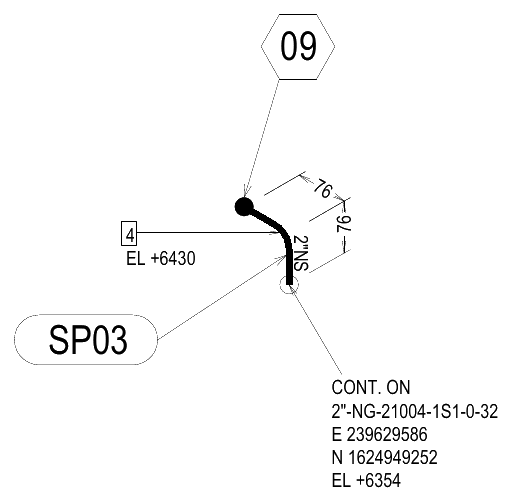 09
76
76
4
EL +6430
2"NS
SP03
CONT. ON
2"-NG-21004-1S1-0-32
E 239629586
N 1624949252
EL +6354